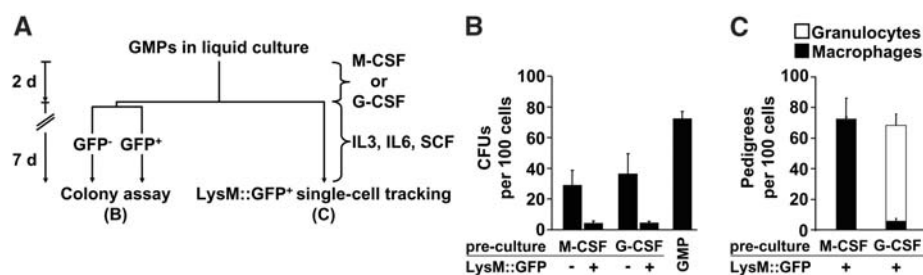 A
GMPs in liquid culture
2 d
M-CSF
or
G-CSF
GFP- GFP+
IL3, IL6, SCF
7 d
Colony assay
(B)
LysM::GFP+ single-cell tracking
(C)
B
CFUs
per 100 cells
100
80
60
40
20
0
pre-culture M-CSF G-CSF GMP
LysM::GFP - + - +
C
Granulocytes
Macrophages
Pedigrees
per 100 cells
100
80
60
40
20
0
pre-culture M-CSF G-CSF
LysM::GFP + +